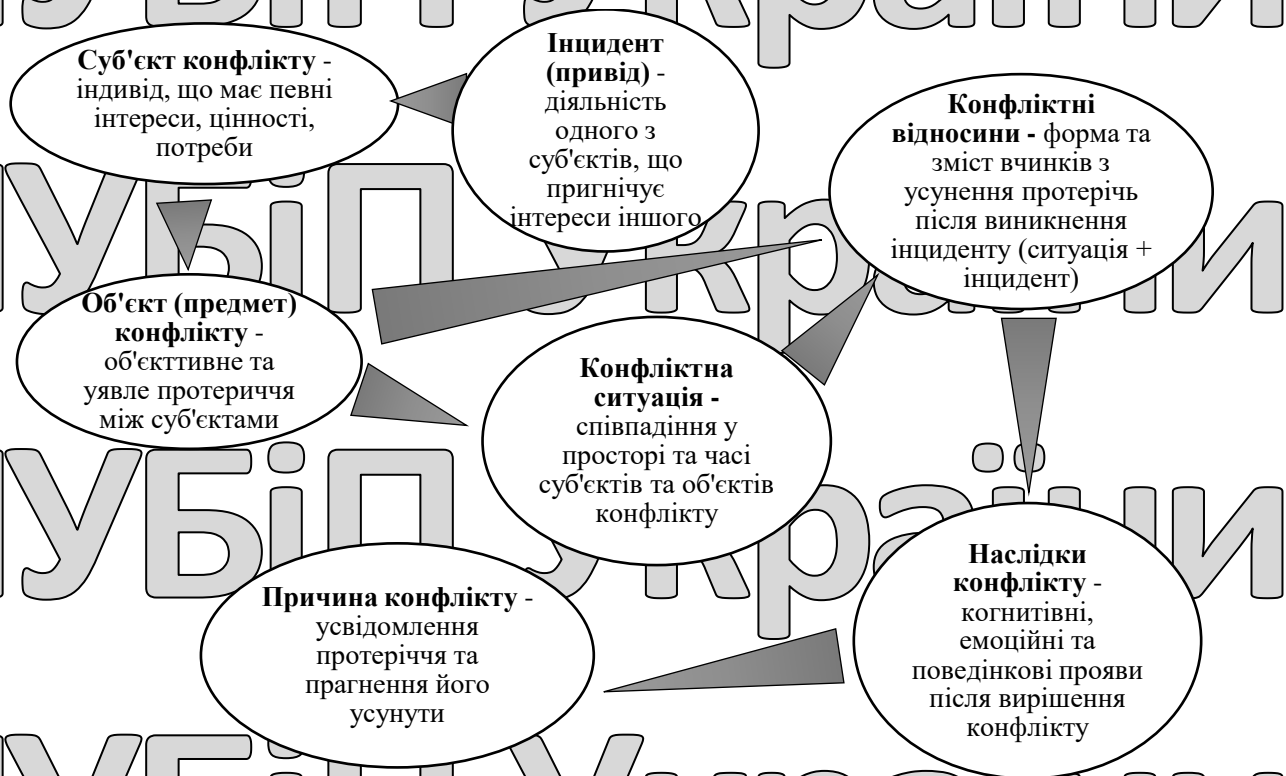 Суб'єкт конфлікту -
індивід, що має певні
інтереси, цінності,
потреби
Інцидент
(привід) -
діяльність
одного з
суб'єктів, що
пригнічує
інтереси іншого
Конфліктні
відносини - форма та
зміст вчинків з
усунення протерічь
після виникнення
інциденту (ситуація +
інцидент)
Об'єкт (предмет)
конфлікту -
об'єкттивне та
уявле протериччя
між суб'єктами
Конфліктна
ситуація -
співпадіння у
просторі та часі
суб'єктів та об'єктів
конфлікту
Причина конфлікту -
усвідомлення
протеріччя та
прагнення його
усунути
Наслідки
конфлікту -
когнитівні,
емоційні та
поведінкові прояви
після вирішення
конфлікту